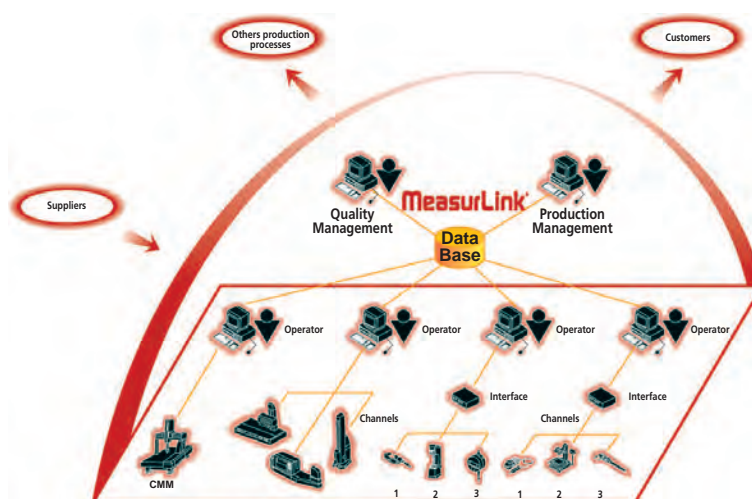 Others production
processes
Customers
Suppliers
MeasurLink®
Quality
Management
Production
Management
Data
Base
Operator
Operator
Operator
Operator
Interface
Interface
Channels
Channels
CMM
1
2
3
1
2
3